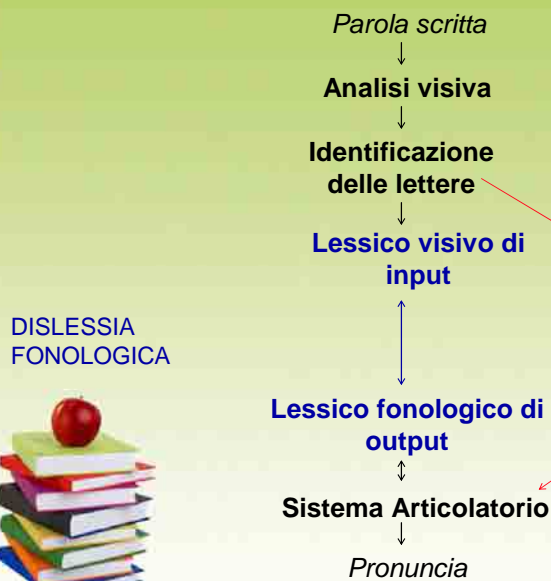 Parola scritta
Analisi visiva
Identificazione
delle lettere
Lessico visivo di
input
DISLESSIA
FONOLOGICA
Lessico fonologico di
output
Sistema Articolatorio
Pronuncia